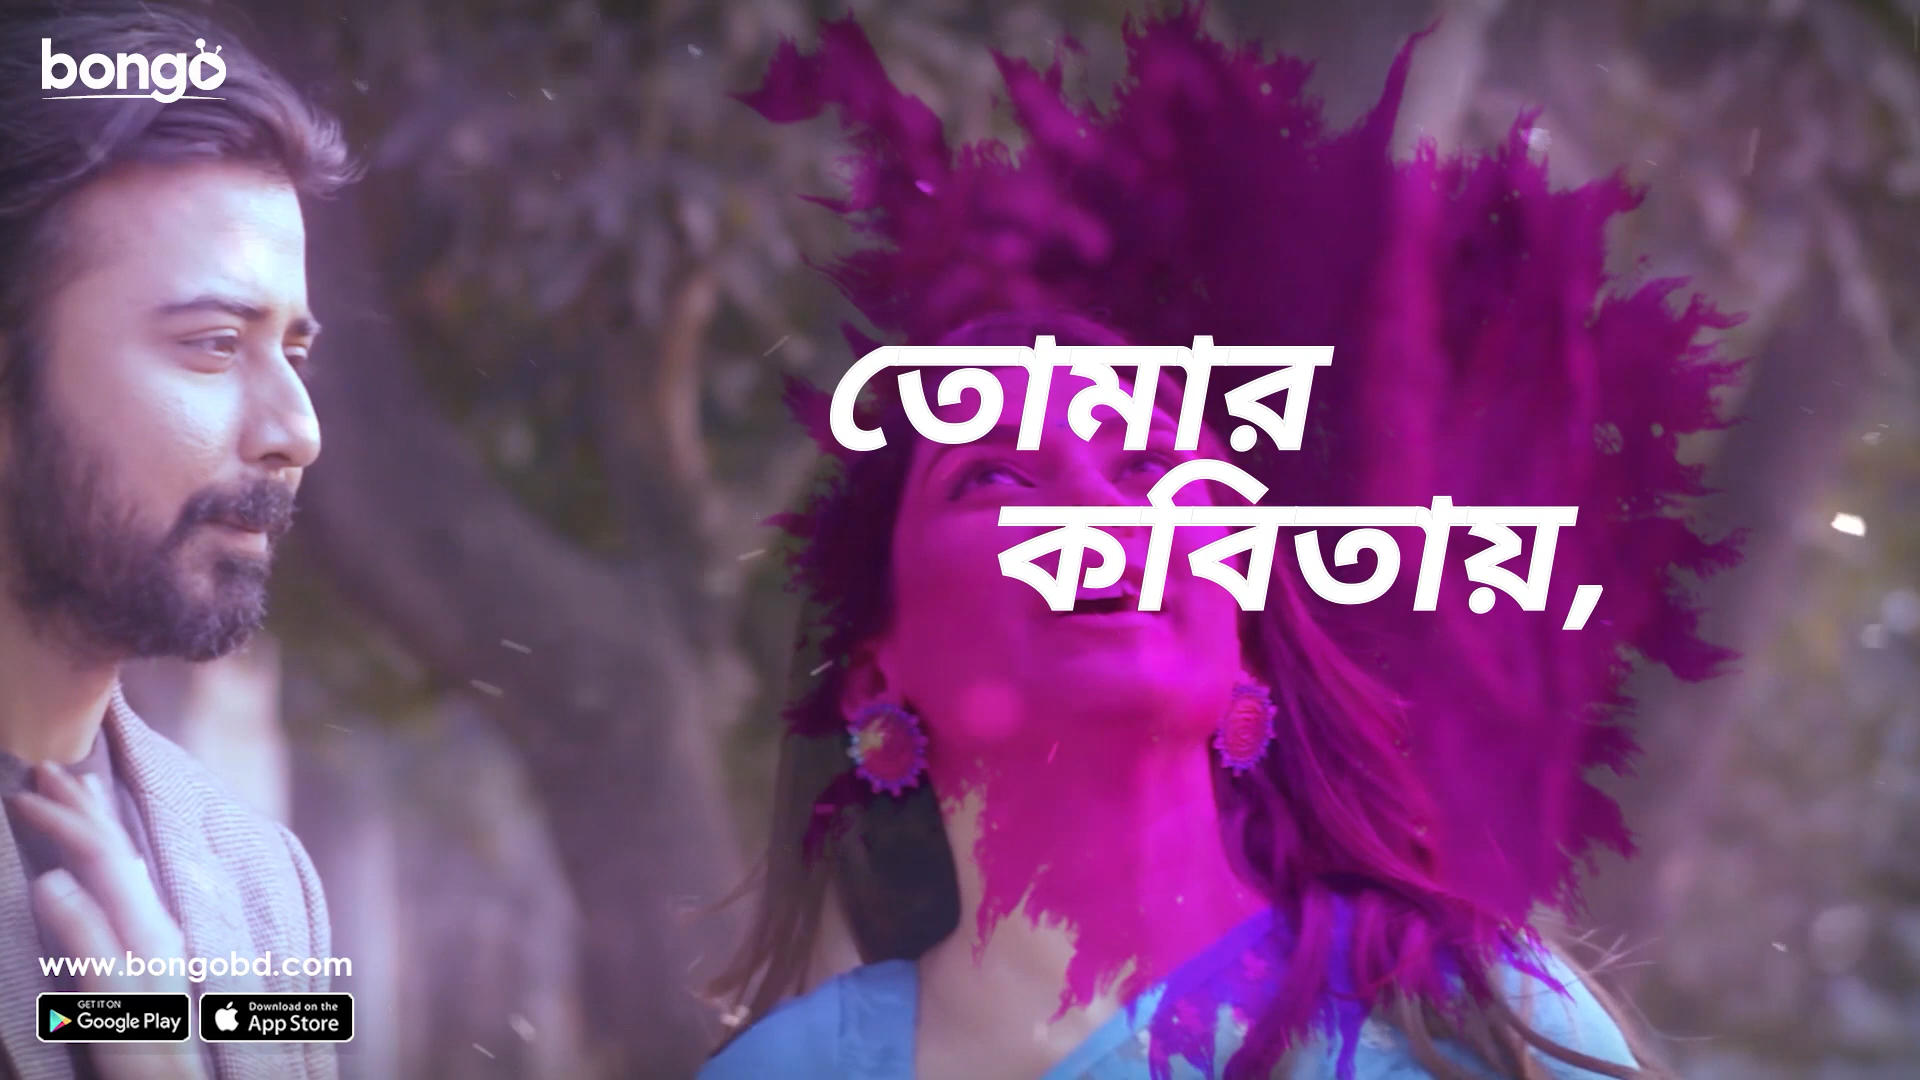 bongo
তোমার
কবিতায়,
www.bongobd.com
GET IT ON
Google Play
Download on the
App Store